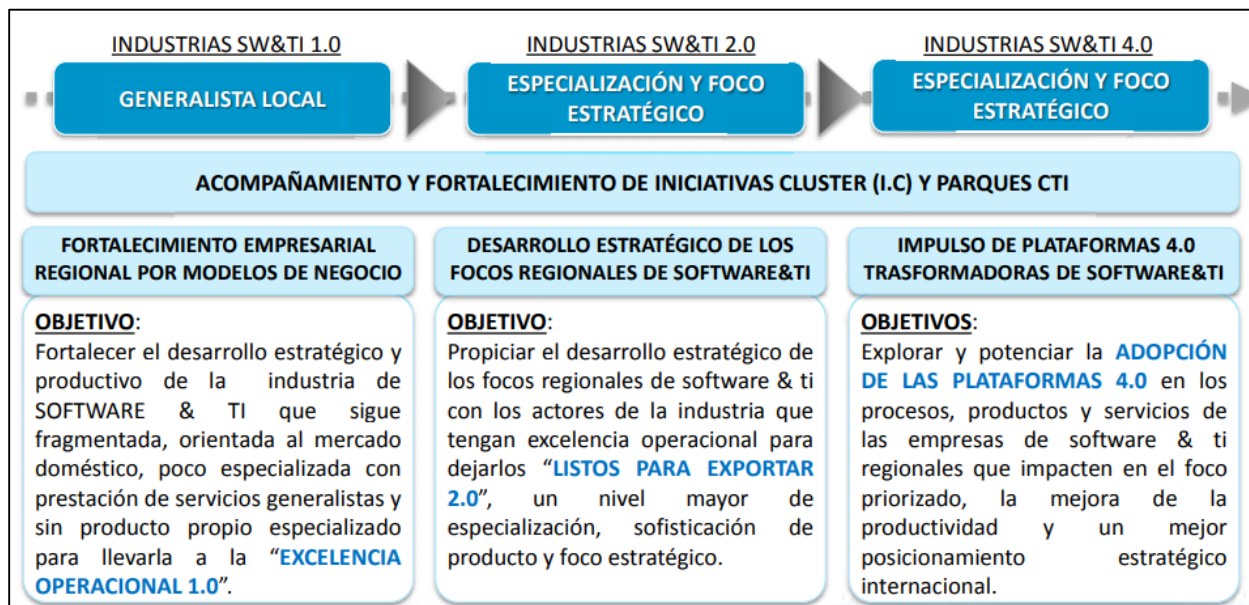 INDUSTRIAS SW&TI 1.0
INDUSTRIAS SW&TI 2.0
INDUSTRIAS SW&TI 4.0
GENERALISTA LOCAL
ESPECIALIZACIÓN Y FOCO
ESTRATÉGICO
ESPECIALIZACIÓN Y FOCO
ESTRATÉGICO
ACOMPAÑAMIENTO Y FORTALECIMIENTO DE INICIATIVAS CLUSTER (I.C) Y PARQUES CTI
FORTALECIMIENTO EMPRESARIAL
REGIONAL POR MODELOS DE NEGOCIO
OBJETIVO:
Fortalecer el desarrollo estratégico y
productivo de la industria de
SOFTWARE & TI que sigue
fragmentada, orientada al mercado
doméstico, poco especializada con
prestación de servicios generalistas y
sin producto propio especializado
para llevarla a la “EXCELENCIA
OPERACIONAL 1.0”.
DESARROLLO ESTRATÉGICO DE LOS
FOCOS REGIONALES DE SOFTWARE&TI
OBJETIVO:
Propiciar el desarrollo estratégico de
los focos regionales de software & ti
con los actores de la industria que
tengan excelencia operacional para
dejarlos “LISTOS PARA EXPORTAR
2.0”, un nivel mayor de
especialización, sofisticación de
producto y foco estratégico.
IMPULSO DE PLATAFORMAS 4.0
TRASFORMADORAS DE SOFTWARE&TI
OBJETIVOS:
Explorar y potenciar la ADOPCIÓN
DE LAS PLATAFORMAS 4.0 en los
procesos, productos y servicios de
las empresas de software & ti
regionales que impacten en el foco
priorizado, la mejora de la
productividad y un mejor
posicionamiento estratégico
internacional.